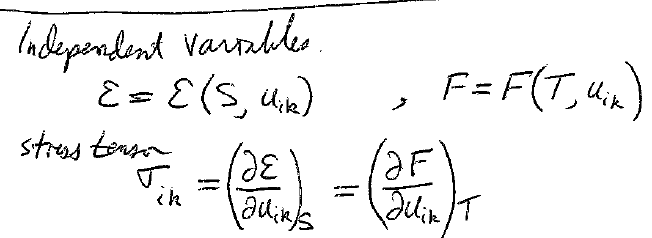 Independent variables.
ℰ = ℰ(S, u_ik) , F = F(T, u_ik)
stress tensor
σ_ik = (∂ℰ/∂u_ik)_S = (∂F/∂u_ik)_T